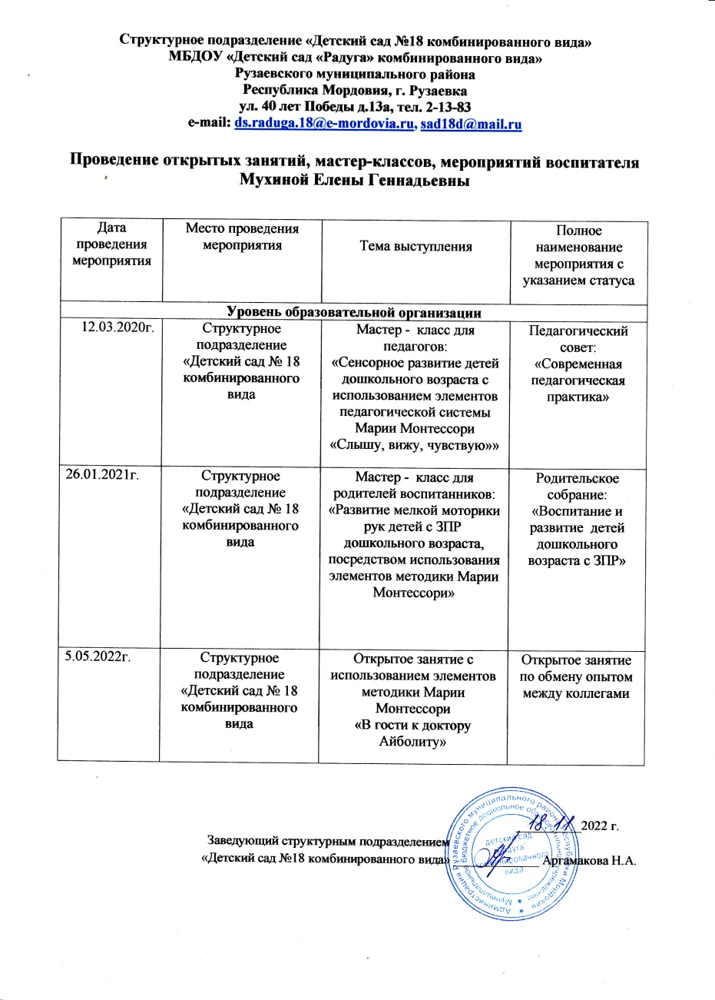 Структурное подразделение «Детский сад №18 комбинированного вида»
МБДОУ «Детский сад «Радуга» комбинированного вида»
Рузаевского муниципального района
Республика Мордовия, г. Рузаевка
ул. 40 лет Победы д.13а, тел. 2-13-83
e-mail: ds.raduga.18@e-mordovia.ru, sad18d@mail.ru
Проведение открытых занятий, мастер-классов, мероприятий воспитателя
Мухиной Елены Геннадьевны
Дата
проведения
мероприятия
Место проведения
мероприятия
Тема выступления
Полное
наименование
мероприятия с
указанием статуса
Уровень образовательной организации
12.03.2020г.
Структурное
подразделение
«Детский сад № 18
комбинированного
вида
Мастер - класс для
педагогов:
«Сенсорное развитие детей
дошкольного возраста с
использованием элементов
педагогической системы
Марии Монтессори
«Слышу, вижу, чувствую»»
Педагогический
совет:
«Современная
педагогическая
практика»
26.01.2021г.
Структурное
подразделение
«Детский сад № 18
комбинированного
вида
Мастер - класс для
родителей воспитанников:
«Развитие мелкой моторики
рук детей с ЗПР
дошкольного возраста,
посредством использования
элементов методики Марии
Монтессори»
Родительское
собрание:
«Воспитание и
развитие детей
дошкольного
возраста с ЗПР»
5.05.2022г.
Структурное
подразделение
«Детский сад № 18
комбинированного
вида
Открытое занятие с
использованием элементов
методики Марии
Монтессори
«В гости к доктору
Айболиту»
Открытое занятие
по обмену опытом
между коллегами
18.11 2022 г.
Заведующий структурным подразделением
«Детский сад №18 комбинированного вида» Аргамакова Н.А.
Администрация Рузаевского муниципального района Республики Мордовия
Муниципальное бюджетное дошкольное образовательное учреждение
детский сад
Радуга
комбинированного
вида